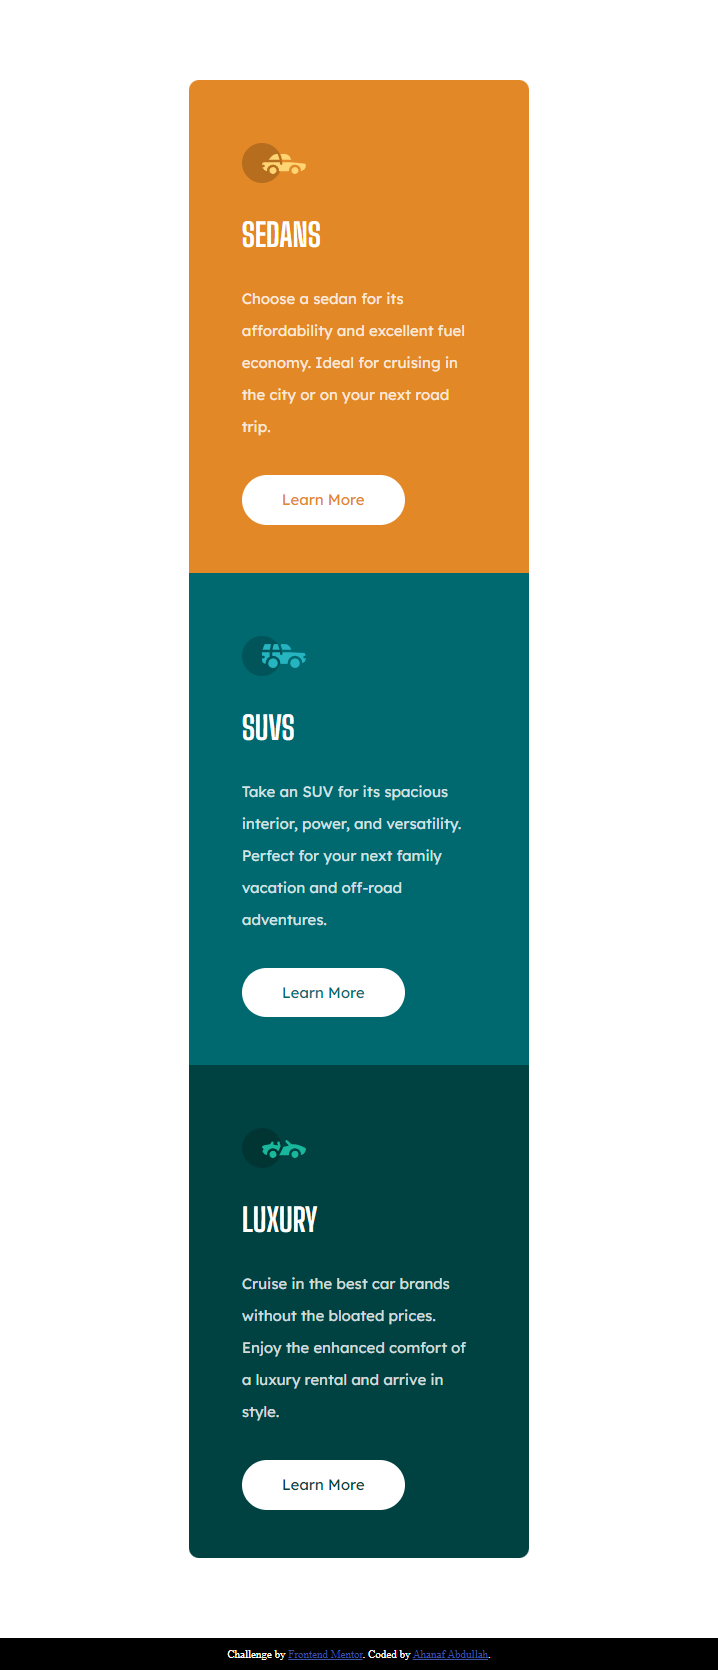 SEDANS
Choose a sedan for its
affordability and excellent fuel
economy. Ideal for cruising in
the city or on your next road
trip.
Learn More
SUVS
Take an SUV for its spacious
interior, power, and versatility.
Perfect for your next family
vacation and off-road
adventures.
Learn More
LUXURY
Cruise in the best car brands
without the bloated prices.
Enjoy the enhanced comfort of
a luxury rental and arrive in
style.
Learn More
Challenge by Frontend Mentor. Coded by Ahanaf Abdullah.